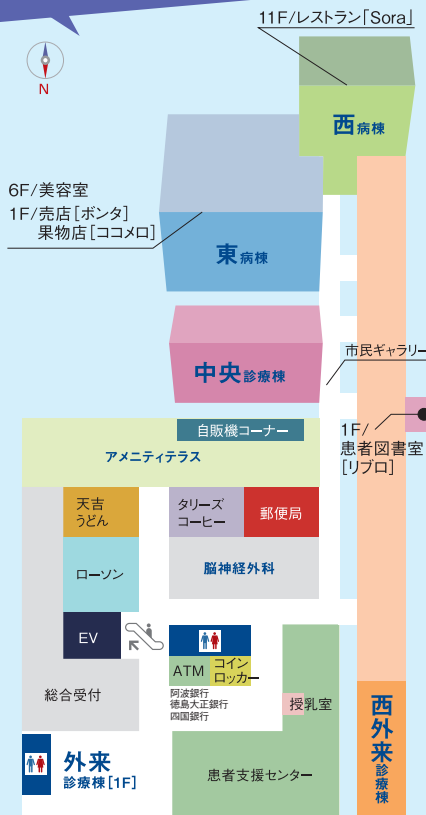 11F/レストラン「Sora」
N
西病棟
6F/美容室
1F/売店[ボンタ]
果物店[ココメロ]
東病棟
中央診療棟
市民ギャラリー
1F/
患者図書室
[リブロ]
自販機コーナー
アメニティテラス
天吉
うどん
タリーズ
コーヒー
郵便局
ローソン
脳神経外科
EV
ATM
コイン
ロッカー
阿波銀行
徳島大正銀行
四国銀行
総合受付
授乳室
西外来診療棟
外来
診療棟[1F]
患者支援センター